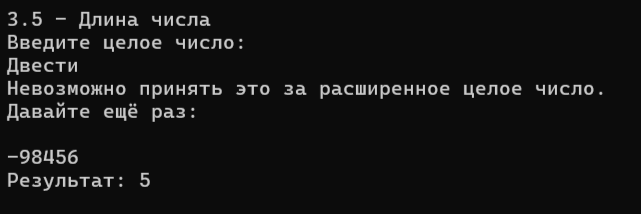 3.5 - Длина числа
Введите целое число:
Двести
Невозможно принять это за расширенное целое число.
Давайте ещё раз:
-98456
Результат: 5